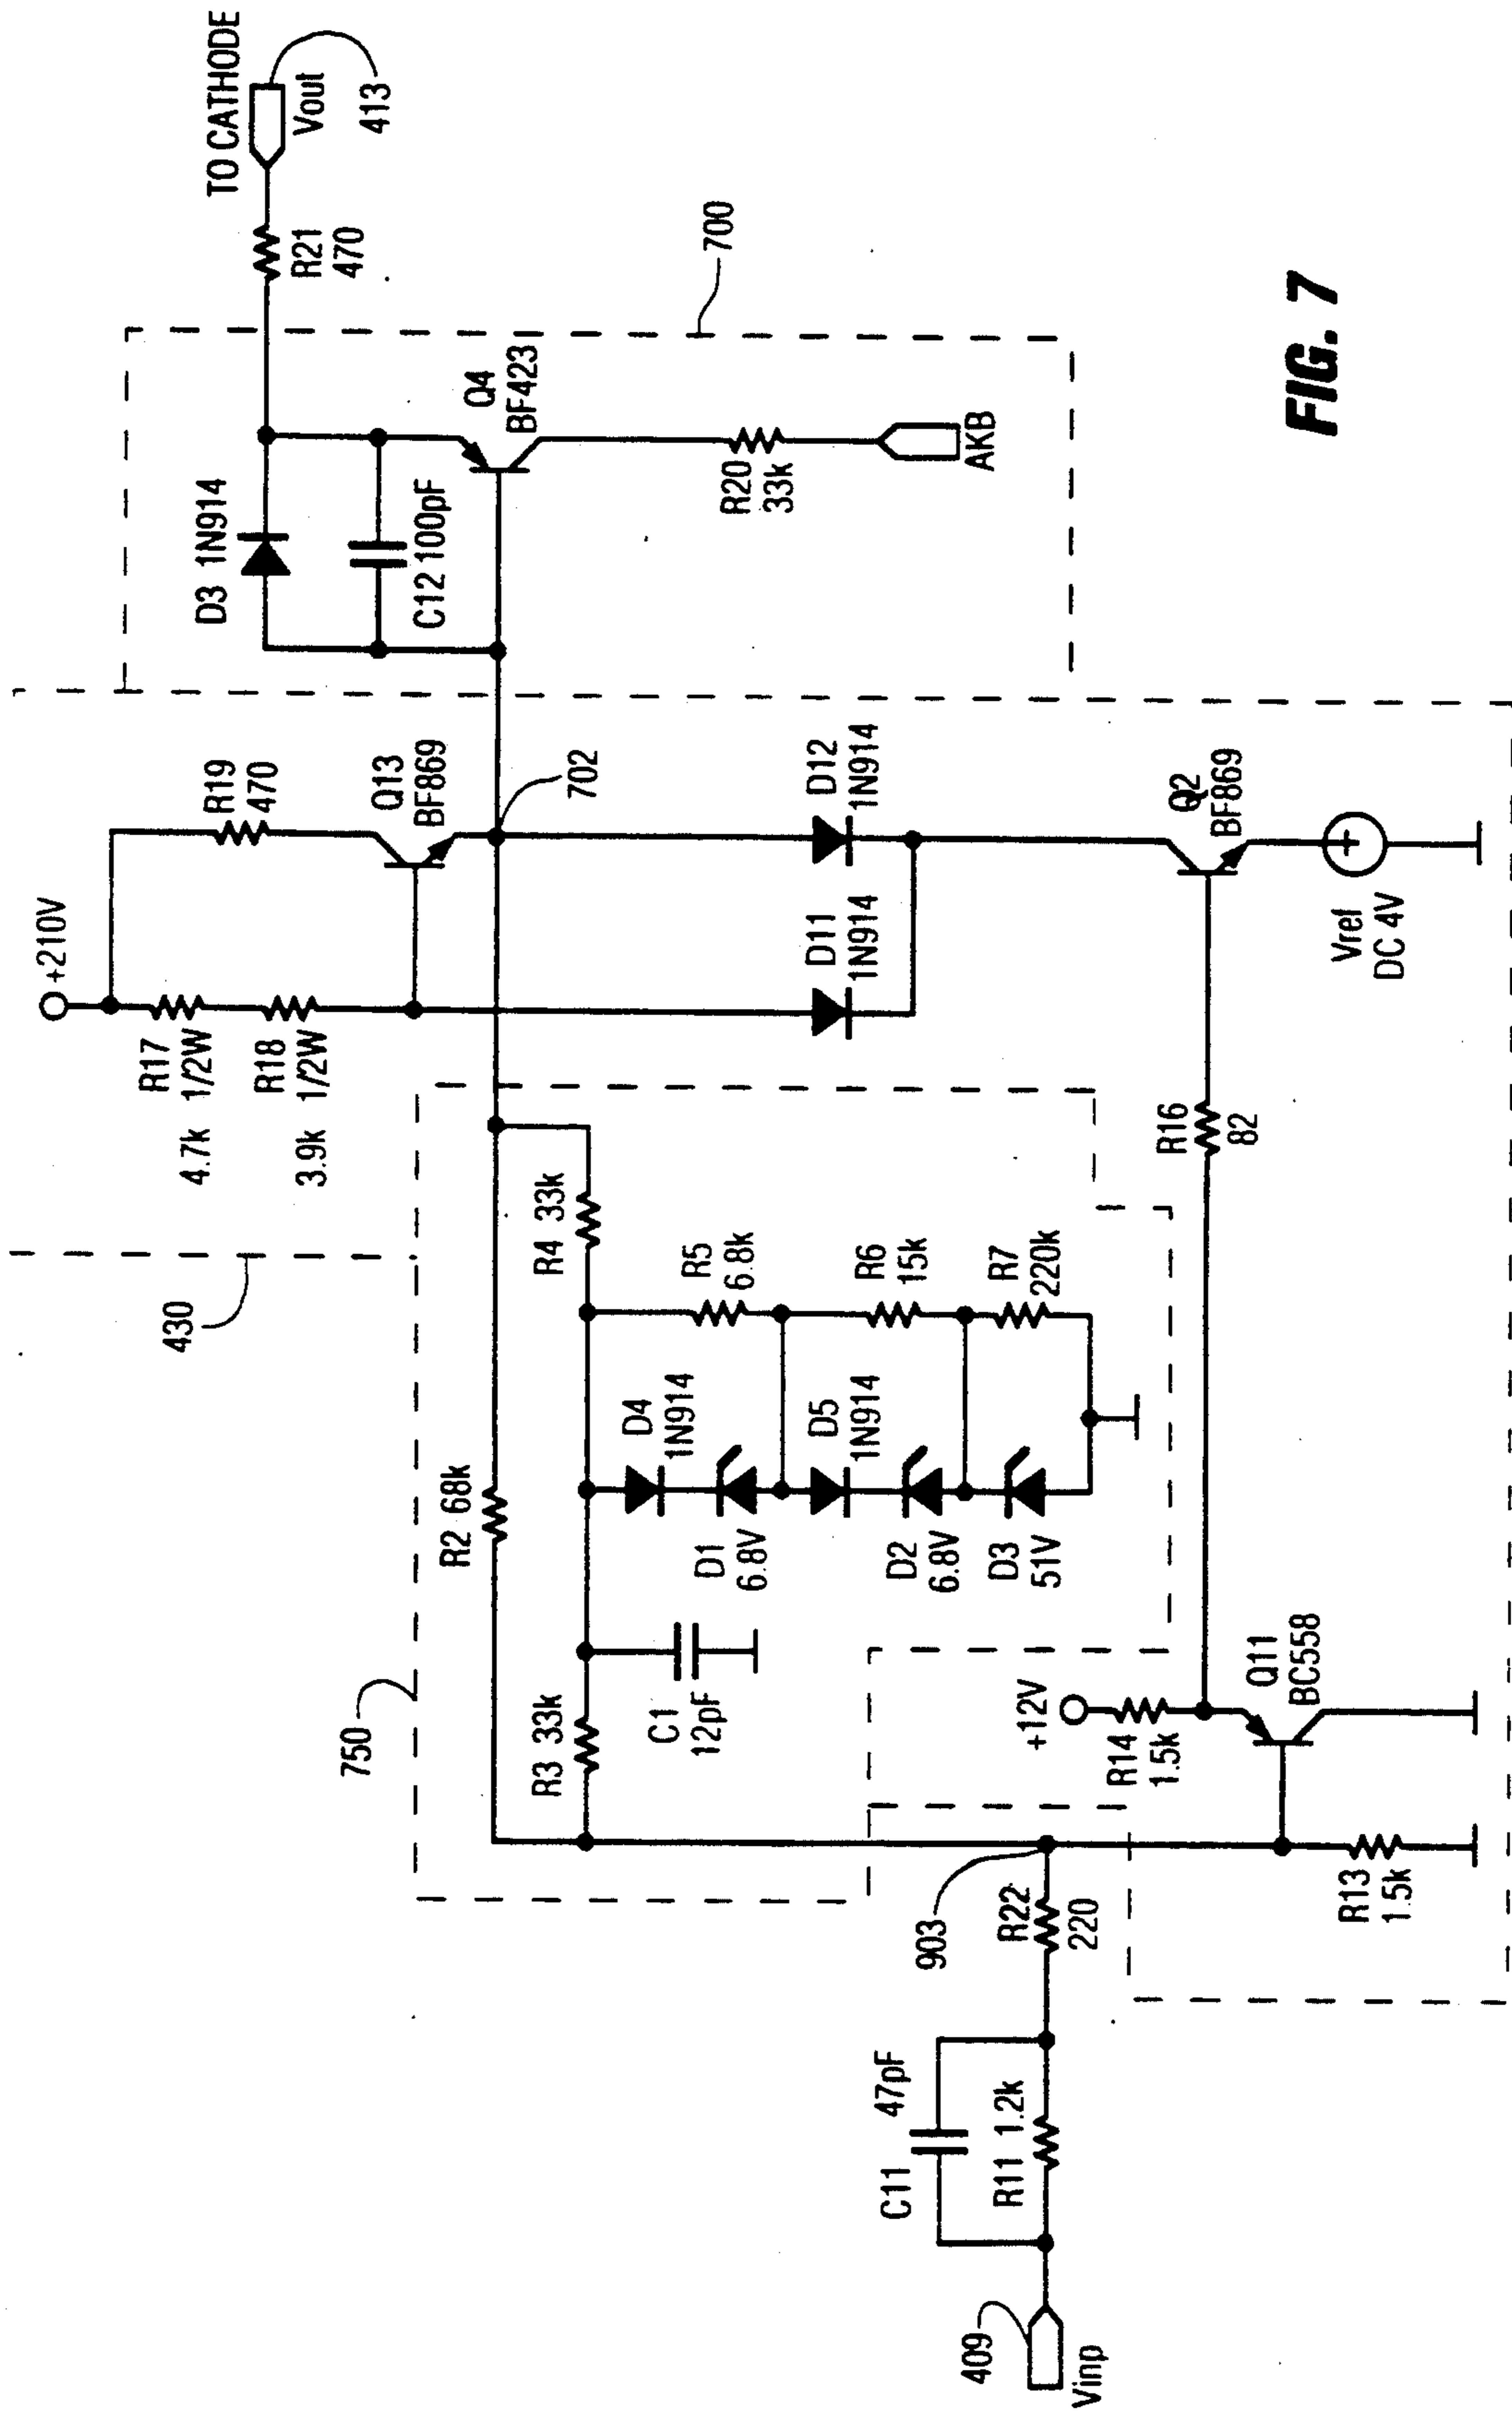 TO CATHODE
Vout
413
R21
470
700
D3 1N914
C12 100pF
Q4
BF423
R20
33k
AKB
+210V
R17
1/2W
4.7k
R18
1/2W
3.9k
R19
470
Q13
BF869
702
D11
1N914
D12
1N914
Q2
BF869
Vref
DC 4V
430
R16
82
750
R2 68k
R4 33k
R3 33k
C1
12pF
D4
1N914
D1
6.8V
D5
1N914
D2
6.8V
D3
51V
R5
6.8k
R6
15k
R7
220k
+12V
R14
1.5k
Q11
BC558
R13
1.5k
903
R22
220
C11
47pF
R11 1.2k
409
Vinp
FIG. 7